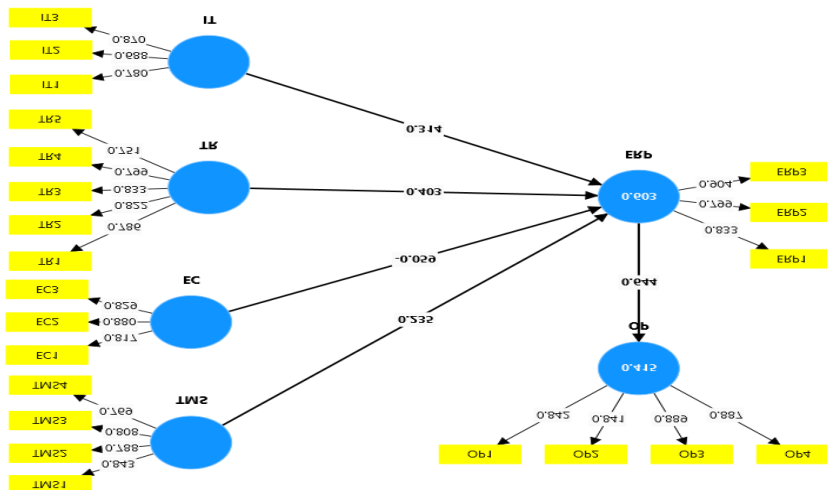 IT3
IT2
IT1
0.870
0.688
0.780
IT
TR5
TR4
TR3
TR2
TR1
0.751
0.799
0.833
0.822
0.786
TR
EC3
EC2
EC1
0.829
0.880
0.817
EC
TMS4
TMS3
TMS2
TMS1
0.769
0.808
0.788
0.843
TMS
0.314
0.403
-0.059
0.235
ERP
0.603
0.904
0.799
0.833
ERP3
ERP2
ERP1
0.644
OP
0.415
0.842
0.841
0.889
0.887
OP1
OP2
OP3
OP4